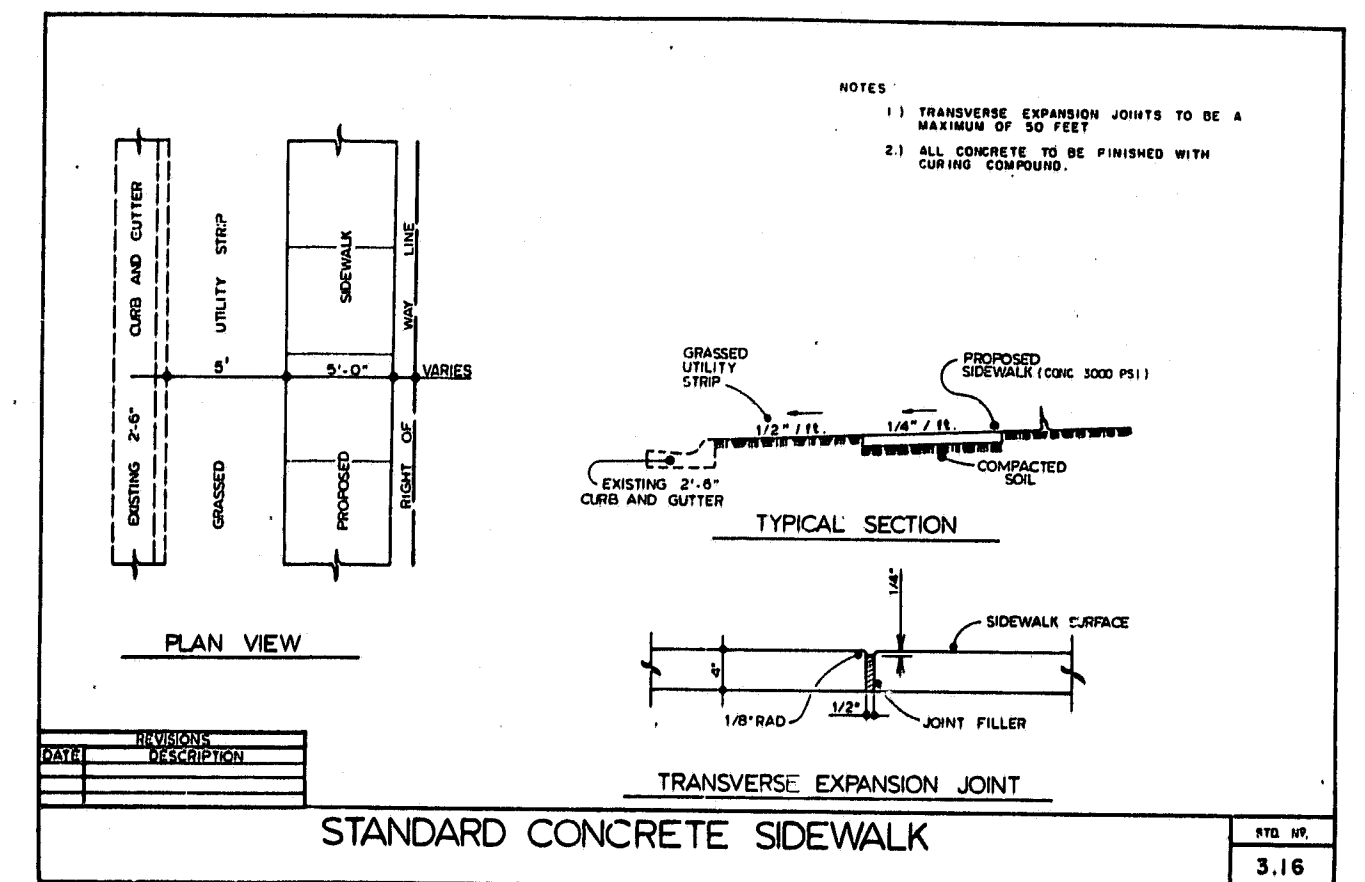 NOTES
1) TRANSVERSE EXPANSION JOINTS TO BE A
MAXIMUM OF 50 FEET
2.) ALL CONCRETE TO BE FINISHED WITH
CURING COMPOUND.
EXISTING 2'-6" CURB AND GUTTER
GRASSED UTILITY STRIP
PROPOSED SIDEWALK
RIGHT OF WAY LINE
5'
5'-0"
VARIES
PLAN VIEW
GRASSED
UTILITY
STRIP
PROPOSED
SIDEWALK (CONC 3000 PSI)
1/2" / ft.
1/4" / ft.
COMPACTED
SOIL
EXISTING 2'-6"
CURB AND GUTTER
TYPICAL SECTION
1/4"
SIDEWALK SURFACE
4"
1/8" RAD
1/2"
JOINT FILLER
TRANSVERSE EXPANSION JOINT
REVISIONS
DATE DESCRIPTION
STANDARD CONCRETE SIDEWALK
STD. NO.
3.16